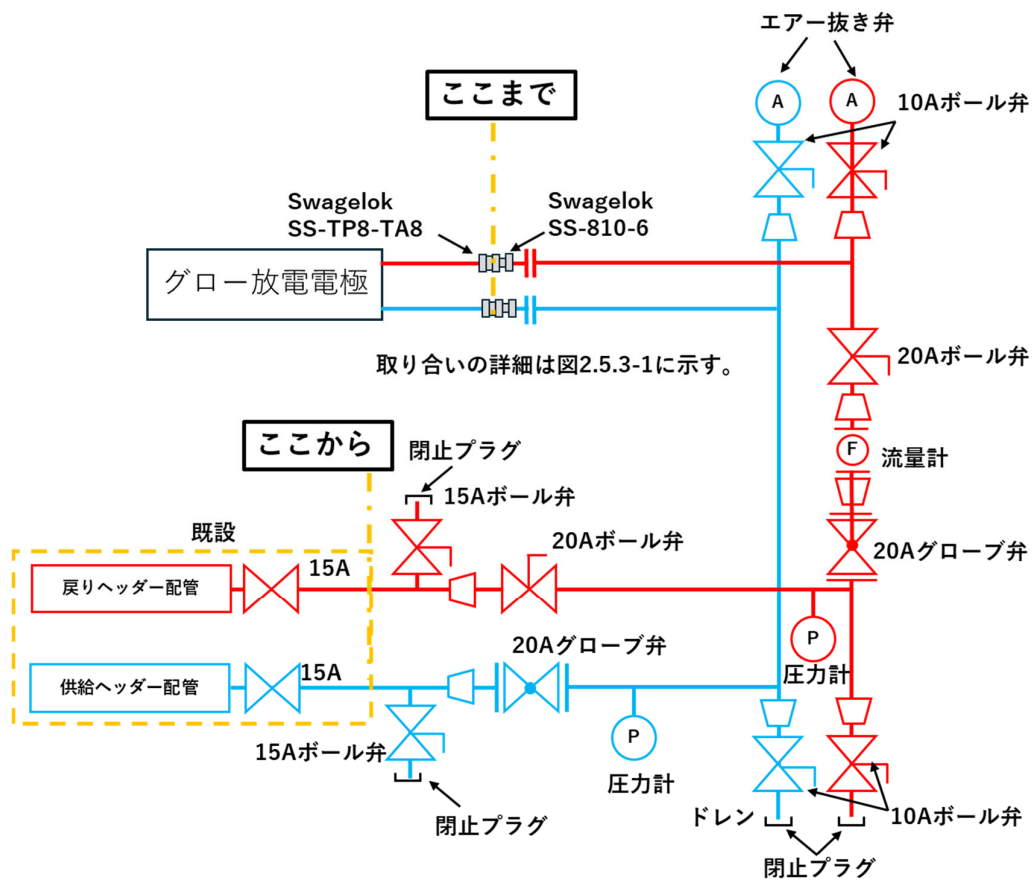 エアー抜き弁
ここまで
A
A
10Aボール弁
Swagelok
SS-TP8-TA8
Swagelok
SS-810-6
グロー放電電極
20Aボール弁
取り合いの詳細は図2.5.3-1に示す。
ここから
閉止プラグ
F
流量計
15Aボール弁
既設
20Aボール弁
20Aグローブ弁
15A
戻りヘッダー配管
P
圧力計
20Aグローブ弁
15A
供給ヘッダー配管
P
15Aボール弁
圧力計
閉止プラグ
ドレン
10Aボール弁
閉止プラグ